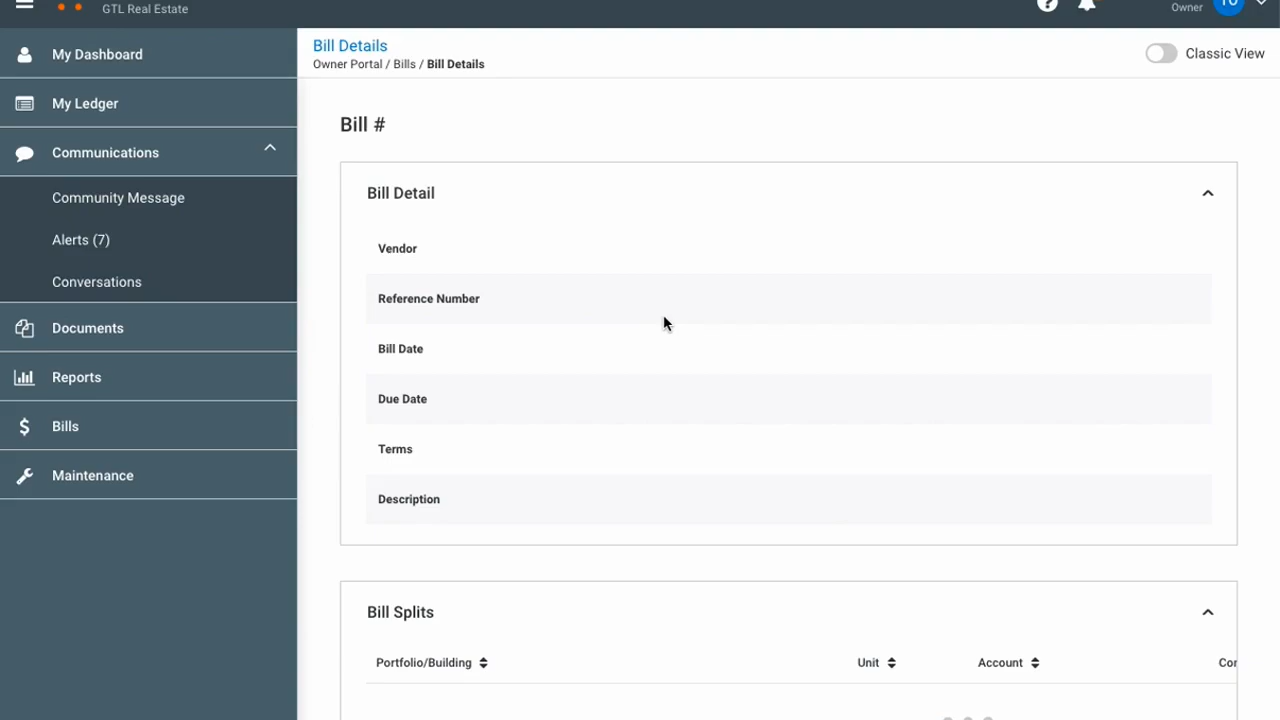 GTL Real Estate
Owner
My Dashboard
My Ledger
Communications
Community Message
Alerts (7)
Conversations
Documents
Reports
Bills
Maintenance
Bill Details
Owner Portal / Bills / Bill Details
Classic View
Bill #
Bill Detail
Vendor
Reference Number
Bill Date
Due Date
Terms
Description
Bill Splits
Portfolio/Building Unit Account